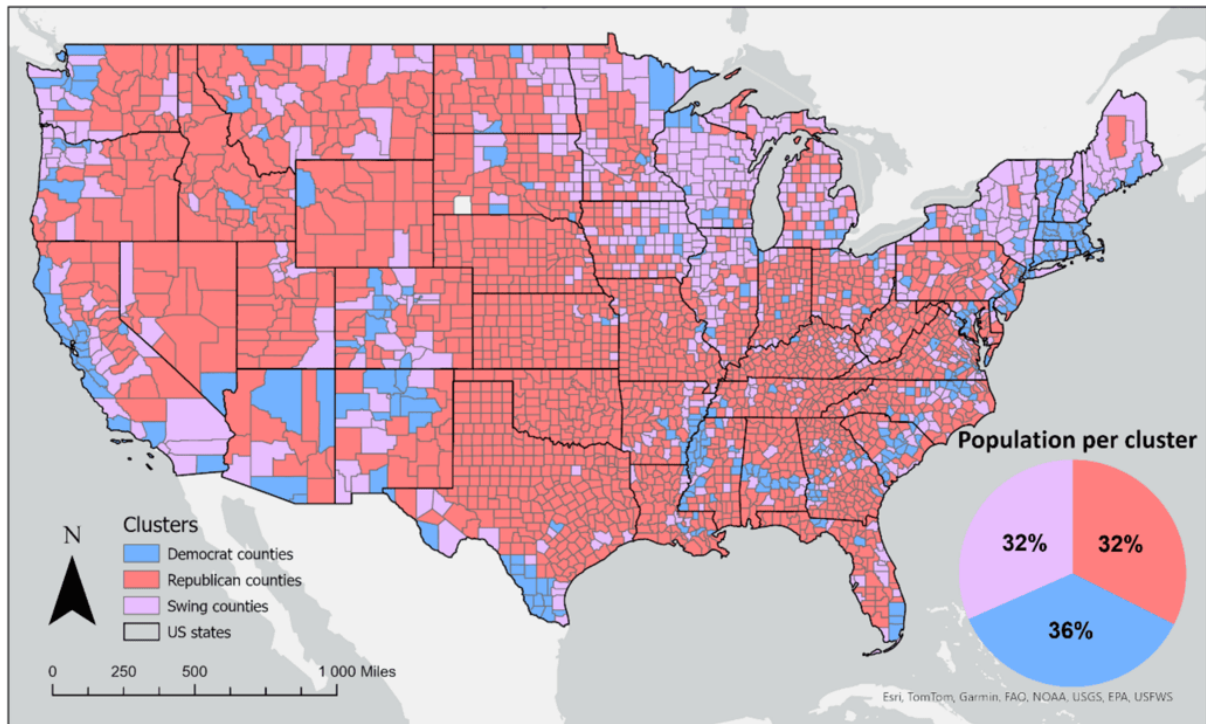 Population per cluster
32%
32%
36%
N
Clusters
Democrat counties
Republican counties
Swing counties
US states
0 250 500 1 000 Miles
Esri, TomTom, Garmin, FAO, NOAA, USGS, EPA, USFWS